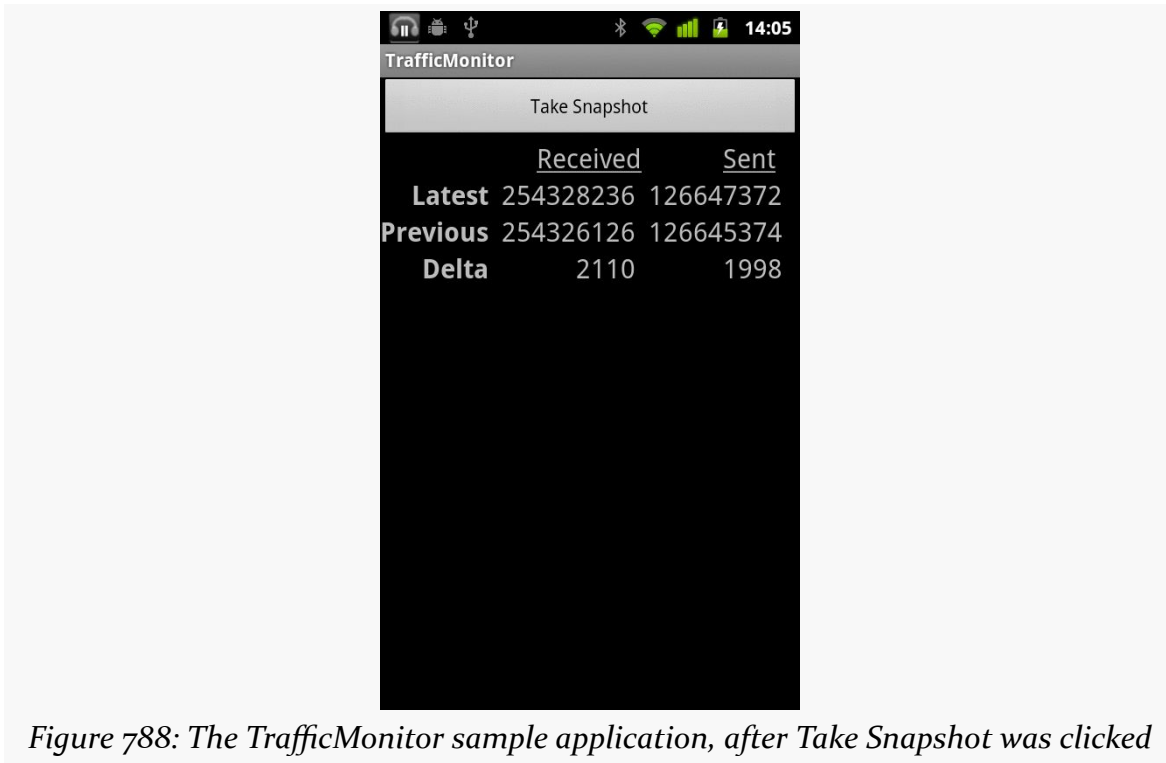 14:05
TrafficMonitor
Take Snapshot
Received Sent
Latest 254328236 126647372
Previous 254326126 126645374
Delta 2110 1998
Figure 788: The TrafficMonitor sample application, after Take Snapshot was clicked